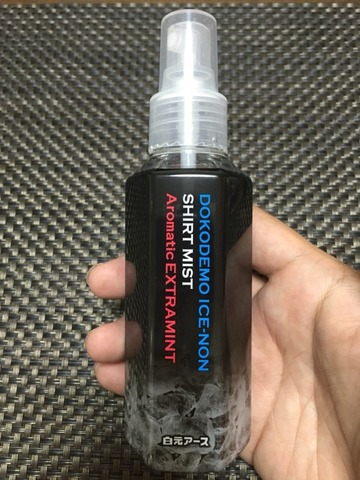 DOKODEMO ICE-NON
SHIRT MIST
Aromatic EXTRAMINT
白元アース